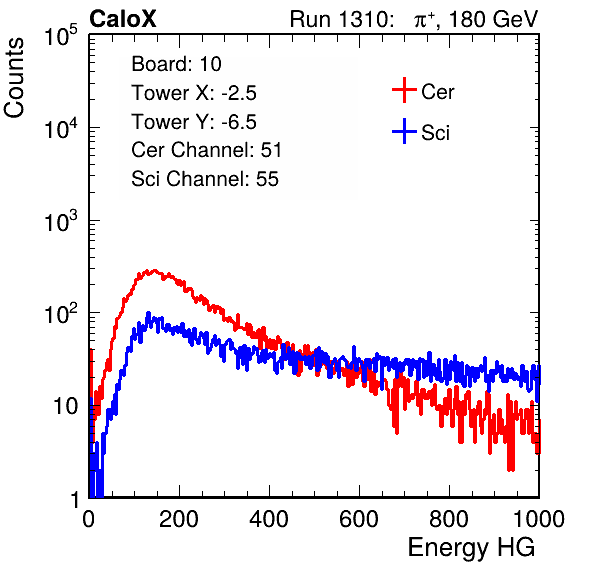 CaloX Run 1310: π⁺, 180 GeV
Counts
10⁵
10⁴
10³
10²
10
1
Board: 10
Tower X: -2.5
Tower Y: -6.5
Cer Channel: 51
Sci Channel: 55
Cer
Sci
0 200 400 600 800 1000
Energy HG